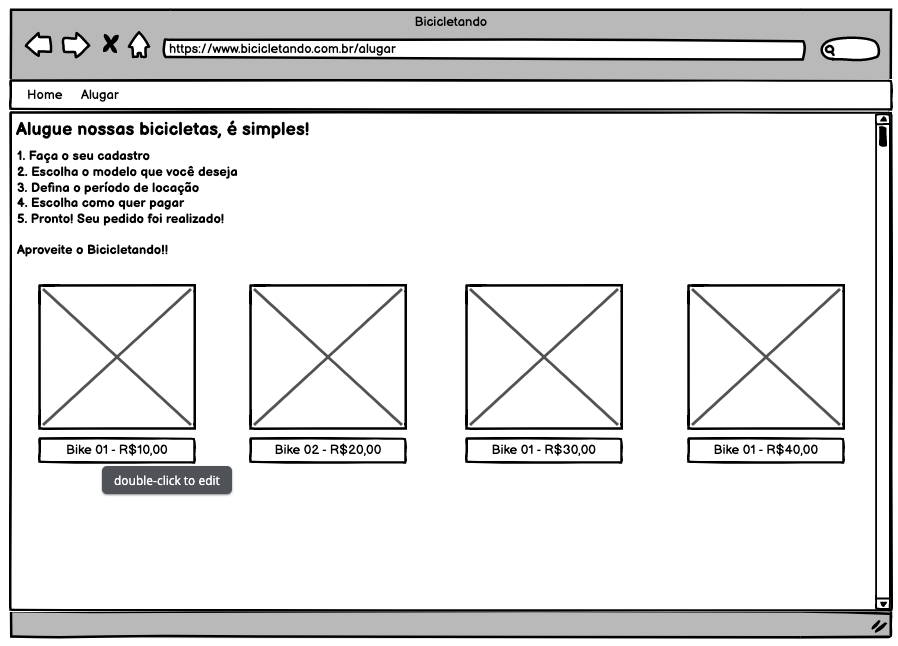 Bicicletando
https://www.bicicletando.com.br/alugar
Home Alugar
Alugue nossas bicicletas, é simples!
1. Faça o seu cadastro
2. Escolha o modelo que você deseja
3. Defina o período de locação
4. Escolha como quer pagar
5. Pronto! Seu pedido foi realizado!
Aproveite o Bicicletando!!
Bike 01 - R$10,00 Bike 02 - R$20,00 Bike 01 - R$30,00 Bike 01 - R$40,00
double-click to edit